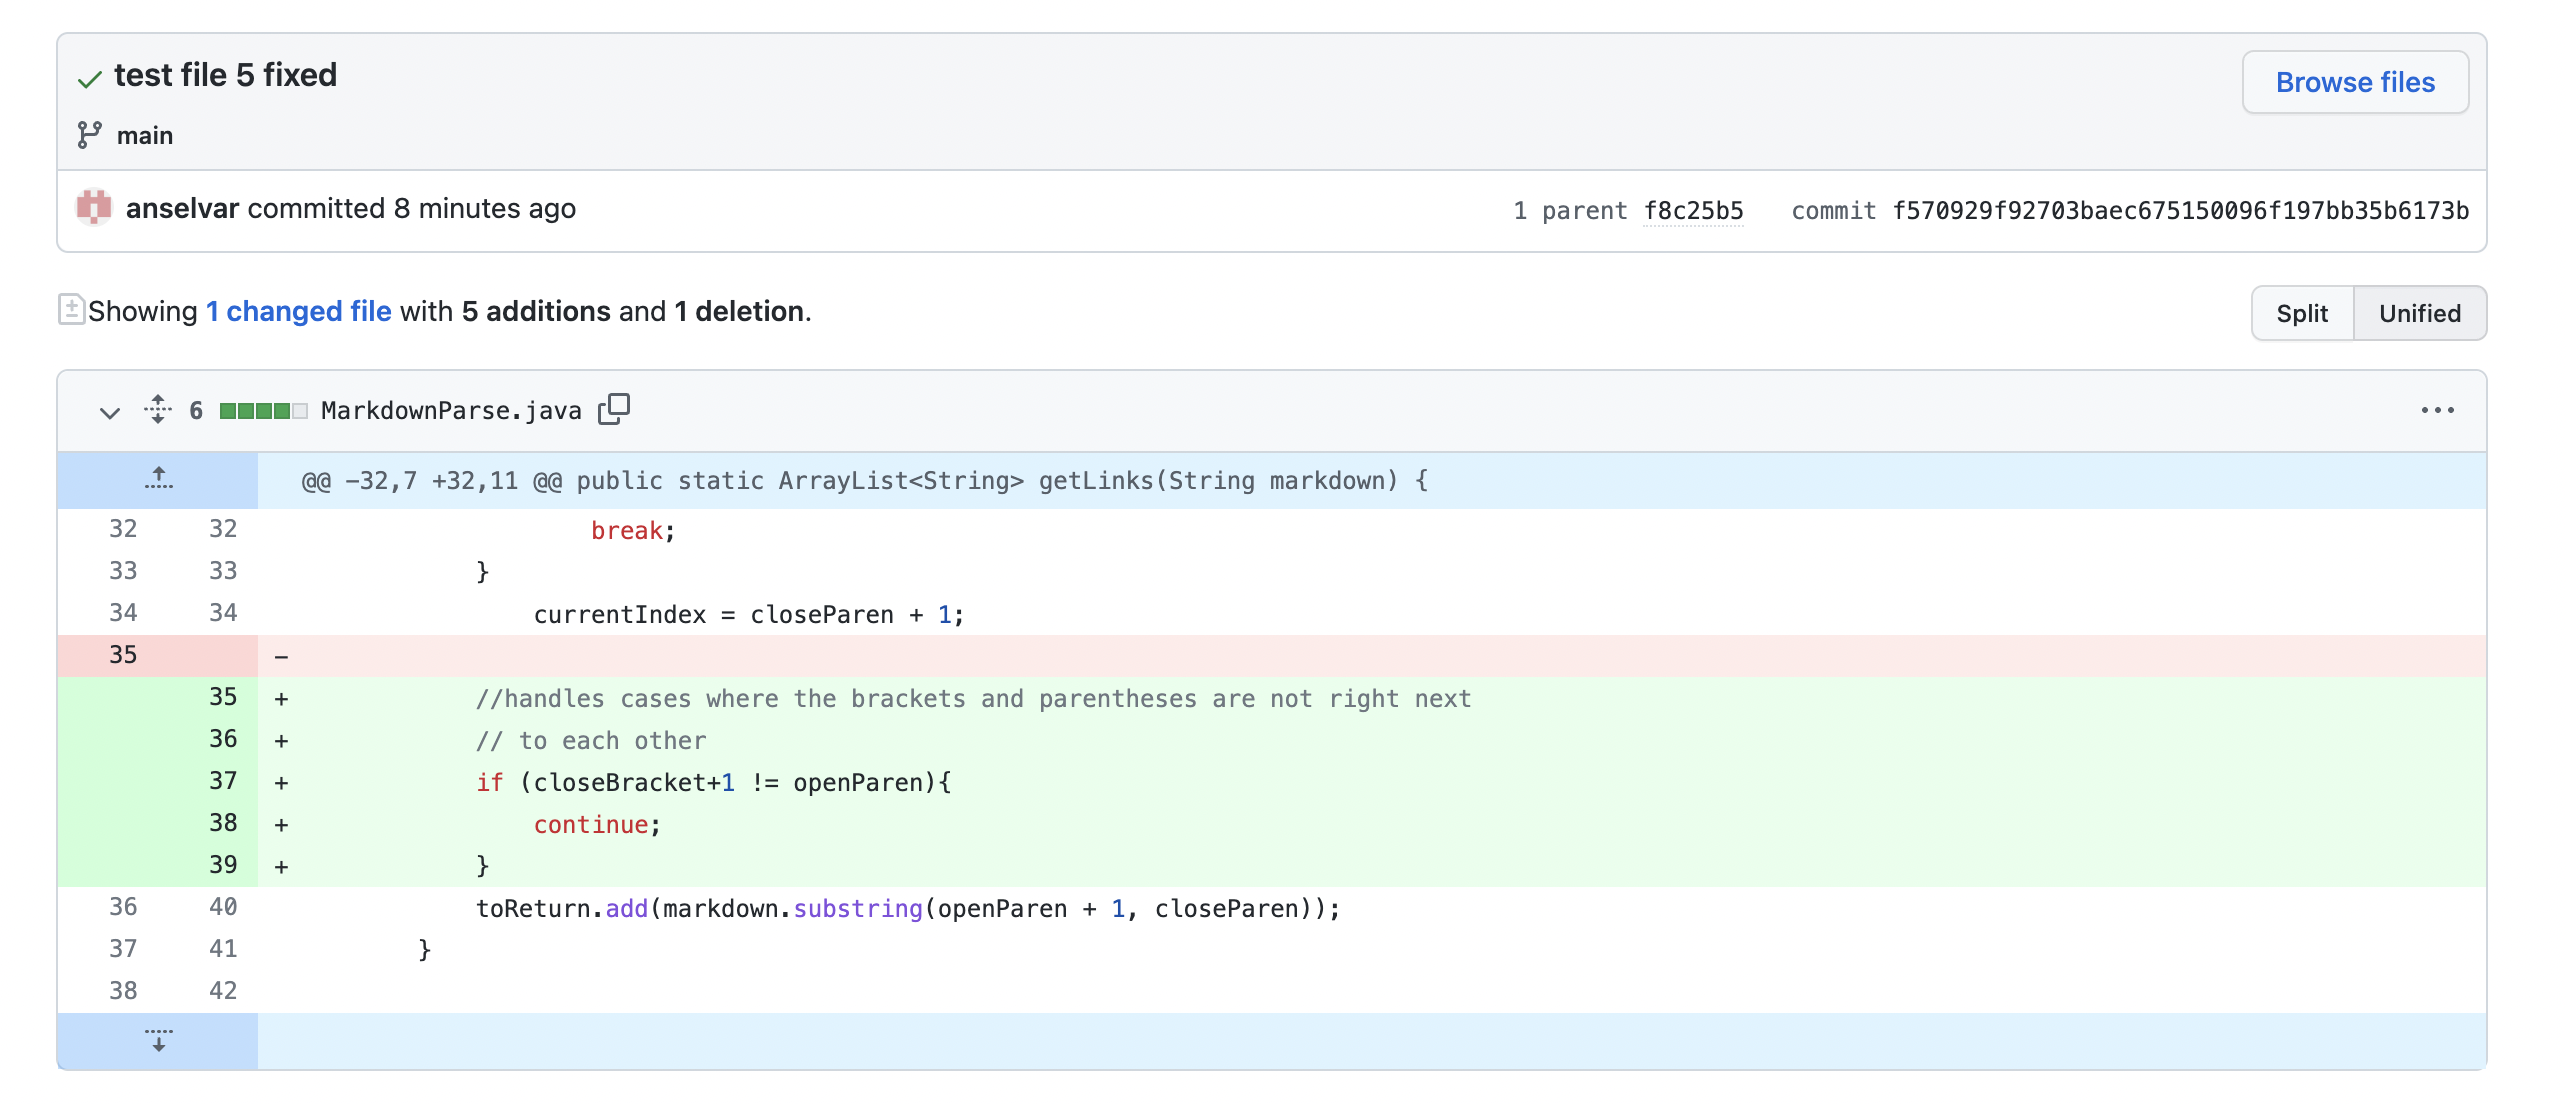 test file 5 fixed
Browse files
main
anselvar committed 8 minutes ago
1 parent f8c25b5 commit f570929f92703baec675150096f197bb35b6173b
Showing 1 changed file with 5 additions and 1 deletion.
Split Unified
6 MarkdownParse.java
@@ -32,7 +32,11 @@ public static ArrayList<String> getLinks(String markdown) {
32 32 break;
33 33 }
34 34 currentIndex = closeParen + 1;
35 -
35 + //handles cases where the brackets and parentheses are not right next
36 + // to each other
37 + if (closeBracket+1 != openParen){
38 + continue;
39 + }
36 40 toReturn.add(markdown.substring(openParen + 1, closeParen));
37 41 }
38 42